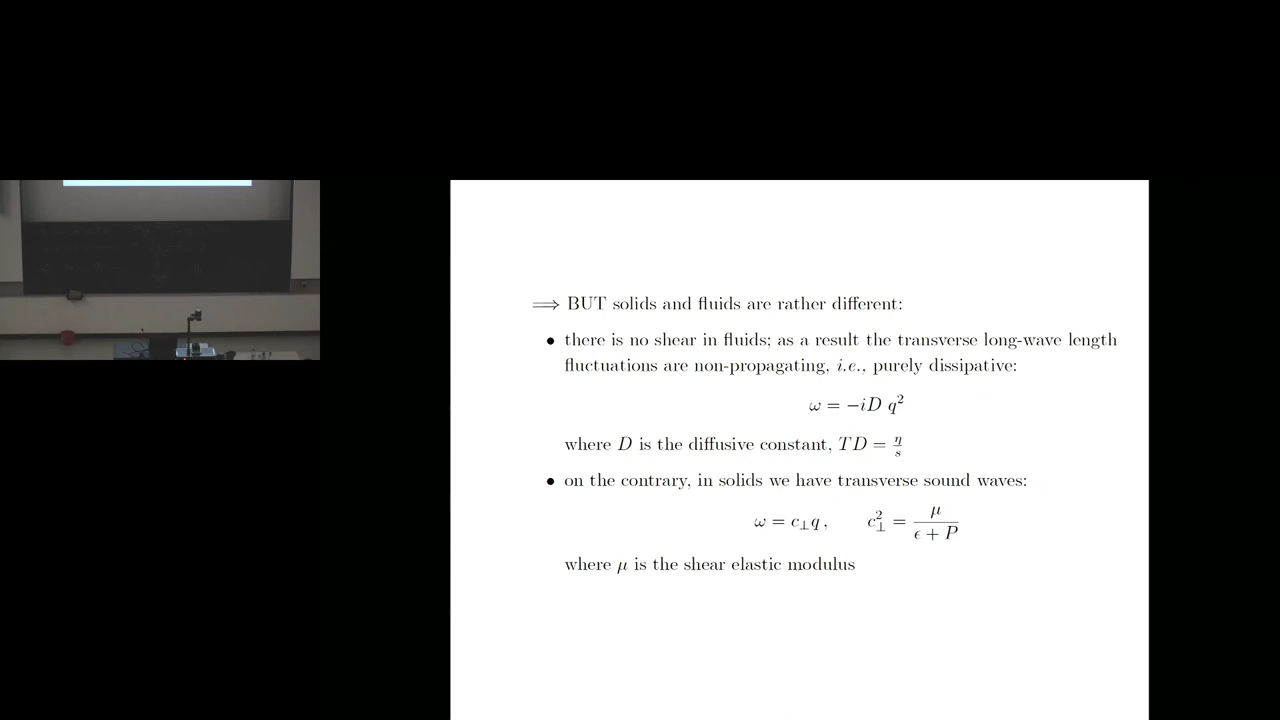 ⟹ BUT solids and fluids are rather different:
• there is no shear in fluids; as a result the transverse long-wave length
fluctuations are non-propagating, i.e., purely dissipative:
ω = −iD q²
where D is the diffusive constant, TD = η/s
• on the contrary, in solids we have transverse sound waves:
ω = c⊥q , c⊥² = μ/(ϵ + P)
where μ is the shear elastic modulus